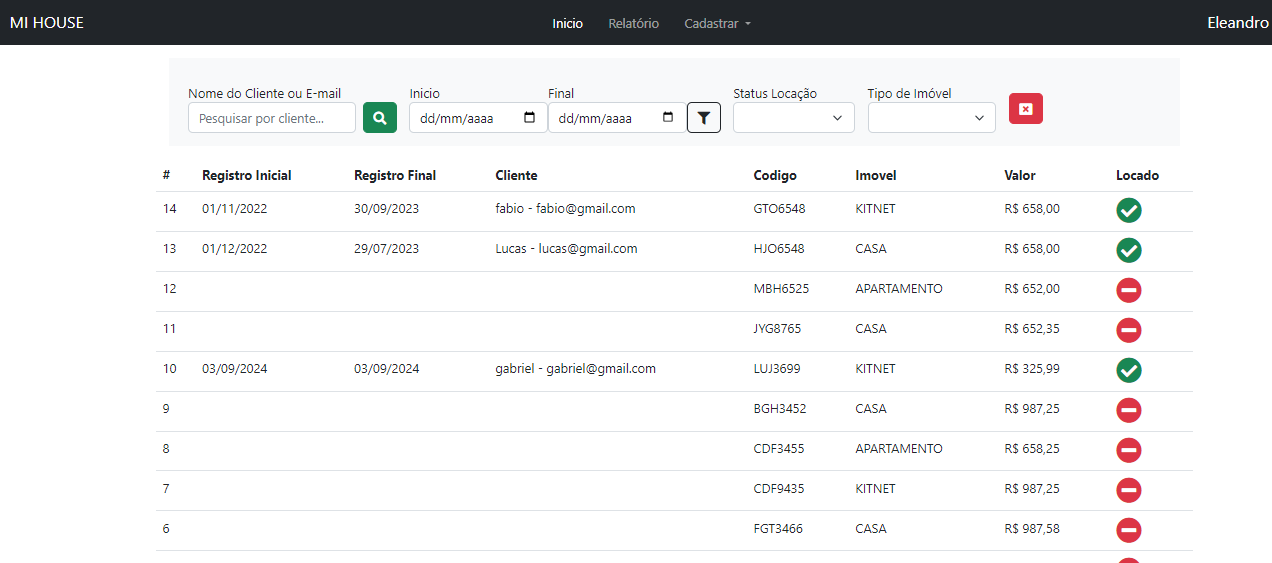 MI HOUSE Inicio Relatório Cadastrar Eleandro
Nome do Cliente ou E-mail Inicio Final Status Locação Tipo de Imóvel
Pesquisar por cliente... dd/mm/aaaa dd/mm/aaaa
# Registro Inicial Registro Final Cliente Codigo Imovel Valor Locado
14 01/11/2022 30/09/2023 fabio - fabio@gmail.com GTO6548 KITNET R$ 658,00
13 01/12/2022 29/07/2023 Lucas - lucas@gmail.com HJO6548 CASA R$ 658,00
12 MBH6525 APARTAMENTO R$ 652,00
11 JYG8765 CASA R$ 652,35
10 03/09/2024 03/09/2024 gabriel - gabriel@gmail.com LUJ3699 KITNET R$ 325,99
9 BGH3452 CASA R$ 987,25
8 CDF3455 APARTAMENTO R$ 658,25
7 CDF9435 KITNET R$ 987,25
6 FGT3466 CASA R$ 987,58